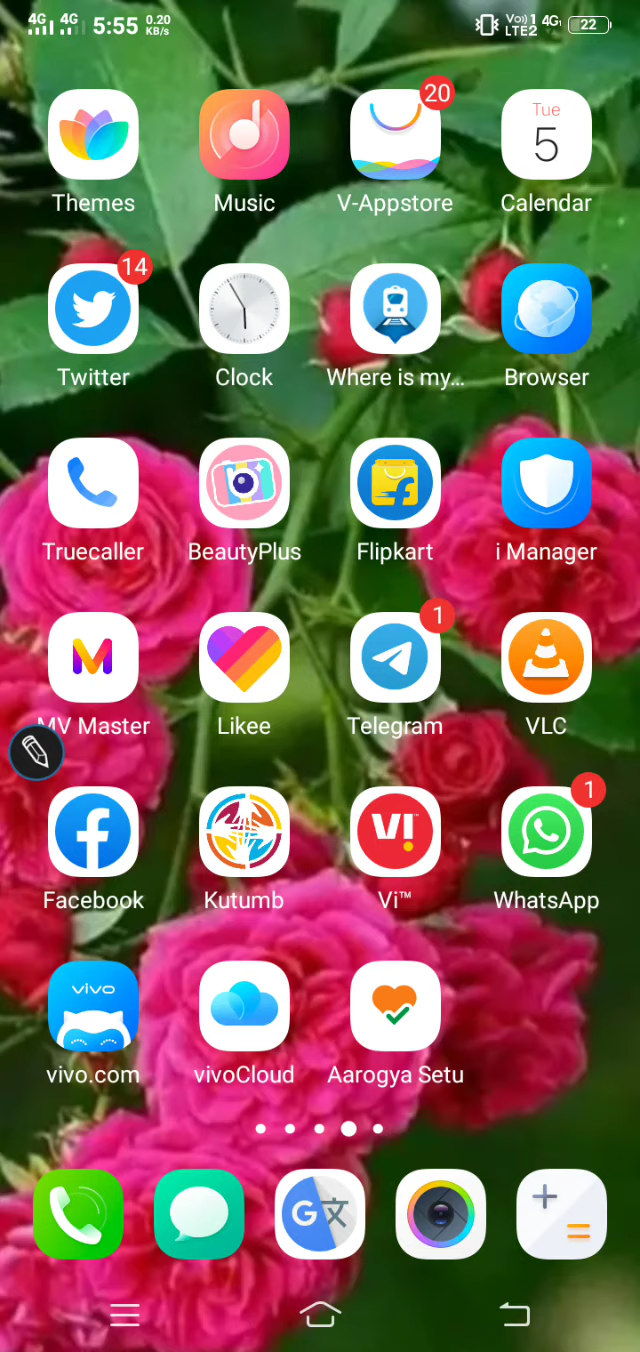 4G 4G 5:55 0.20 KB/s Vo)) 1 LTE2 4G 22
20
Tue
5
Themes Music V-Appstore Calendar
14
Twitter Clock Where is my... Browser
Truecaller BeautyPlus Flipkart i Manager
1
MV Master Likee Telegram VLC
1
VI
Facebook Kutumb Vi™ WhatsApp
vivo
vivo.com vivoCloud Aarogya Setu
G 文